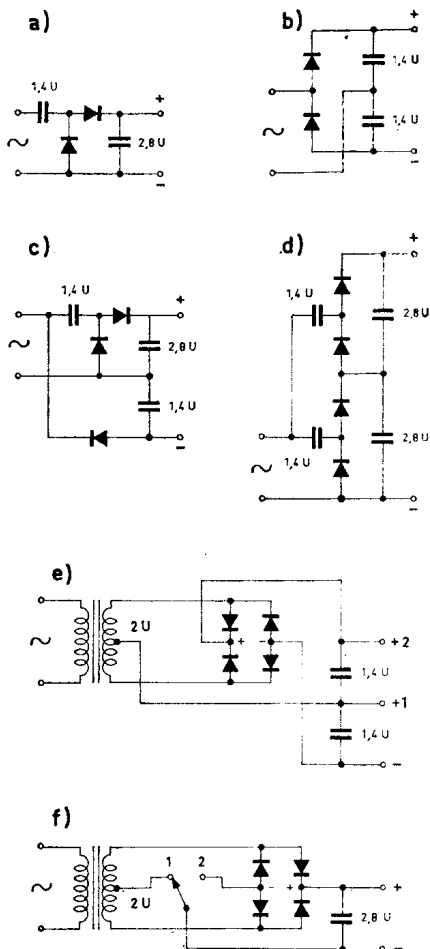 a)
1,4 U
+
2,8 U
−
b)
+
1,4 U
1,4 U
−
c)
1,4 U
+
2,8 U
1,4 U
−
d)
+
1,4 U
2,8 U
1,4 U
2,8 U
−
e)
2 U
+ −
+2
1,4 U
+1
1,4 U
−
f)
1 2
2 U
− +
+
2,8 U
−